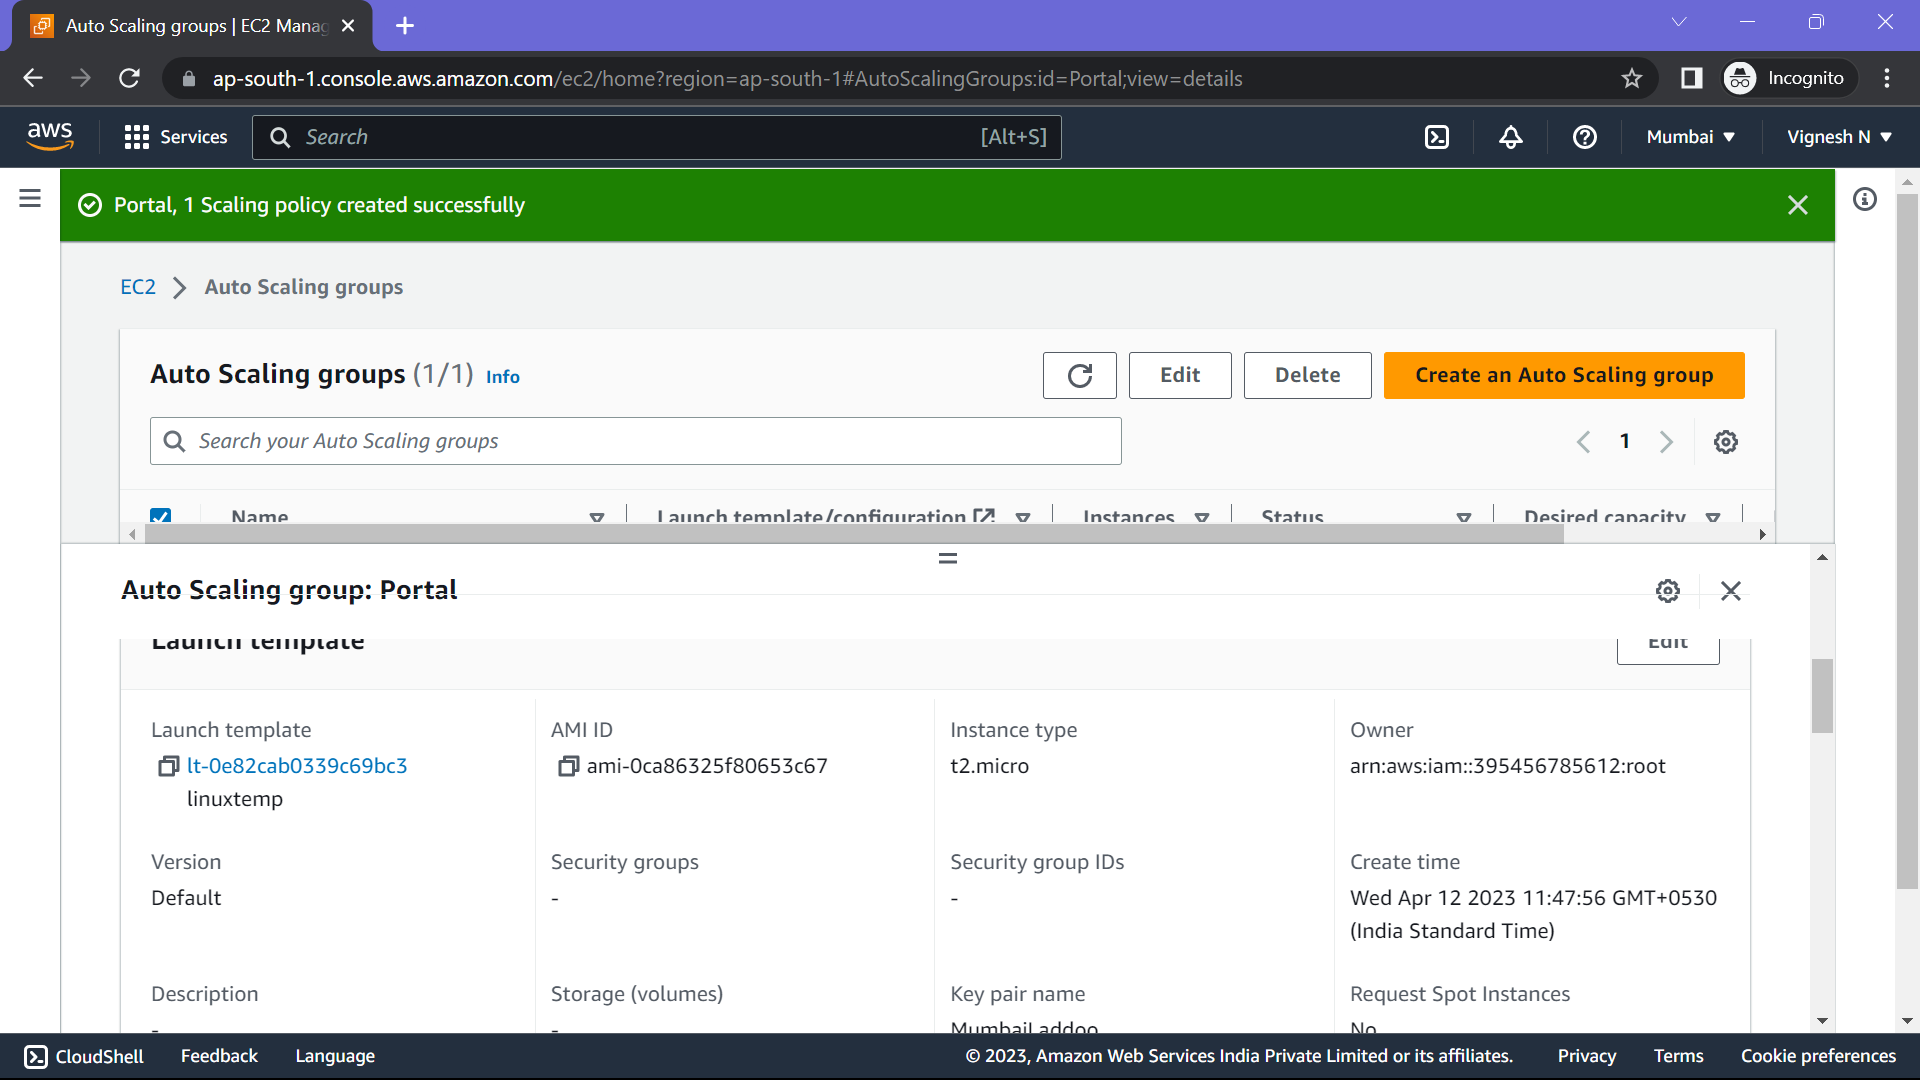 Auto Scaling groups | EC2 Manag
ap-south-1.console.aws.amazon.com/ec2/home?region=ap-south-1#AutoScalingGroups:id=Portal;view=details
Incognito
aws
Services
Search
[Alt+S]
Mumbai
Vignesh N
Portal, 1 Scaling policy created successfully
EC2
Auto Scaling groups
Auto Scaling groups (1/1) Info
Edit
Delete
Create an Auto Scaling group
Search your Auto Scaling groups
1
Name
Launch template/configuration
Instances
Status
Desired capacity
Auto Scaling group: Portal
Launch template
Edit
Launch template
lt-0e82cab0339c69bc3
linuxtemp
AMI ID
ami-0ca86325f80653c67
Instance type
t2.micro
Owner
arn:aws:iam::395456785612:root
Version
Default
Security groups
-
Security group IDs
-
Create time
Wed Apr 12 2023 11:47:56 GMT+0530
(India Standard Time)
Description
-
Storage (volumes)
-
Key pair name
Request Spot Instances
No
CloudShell
Feedback
Language
© 2023, Amazon Web Services India Private Limited or its affiliates.
Privacy
Terms
Cookie preferences